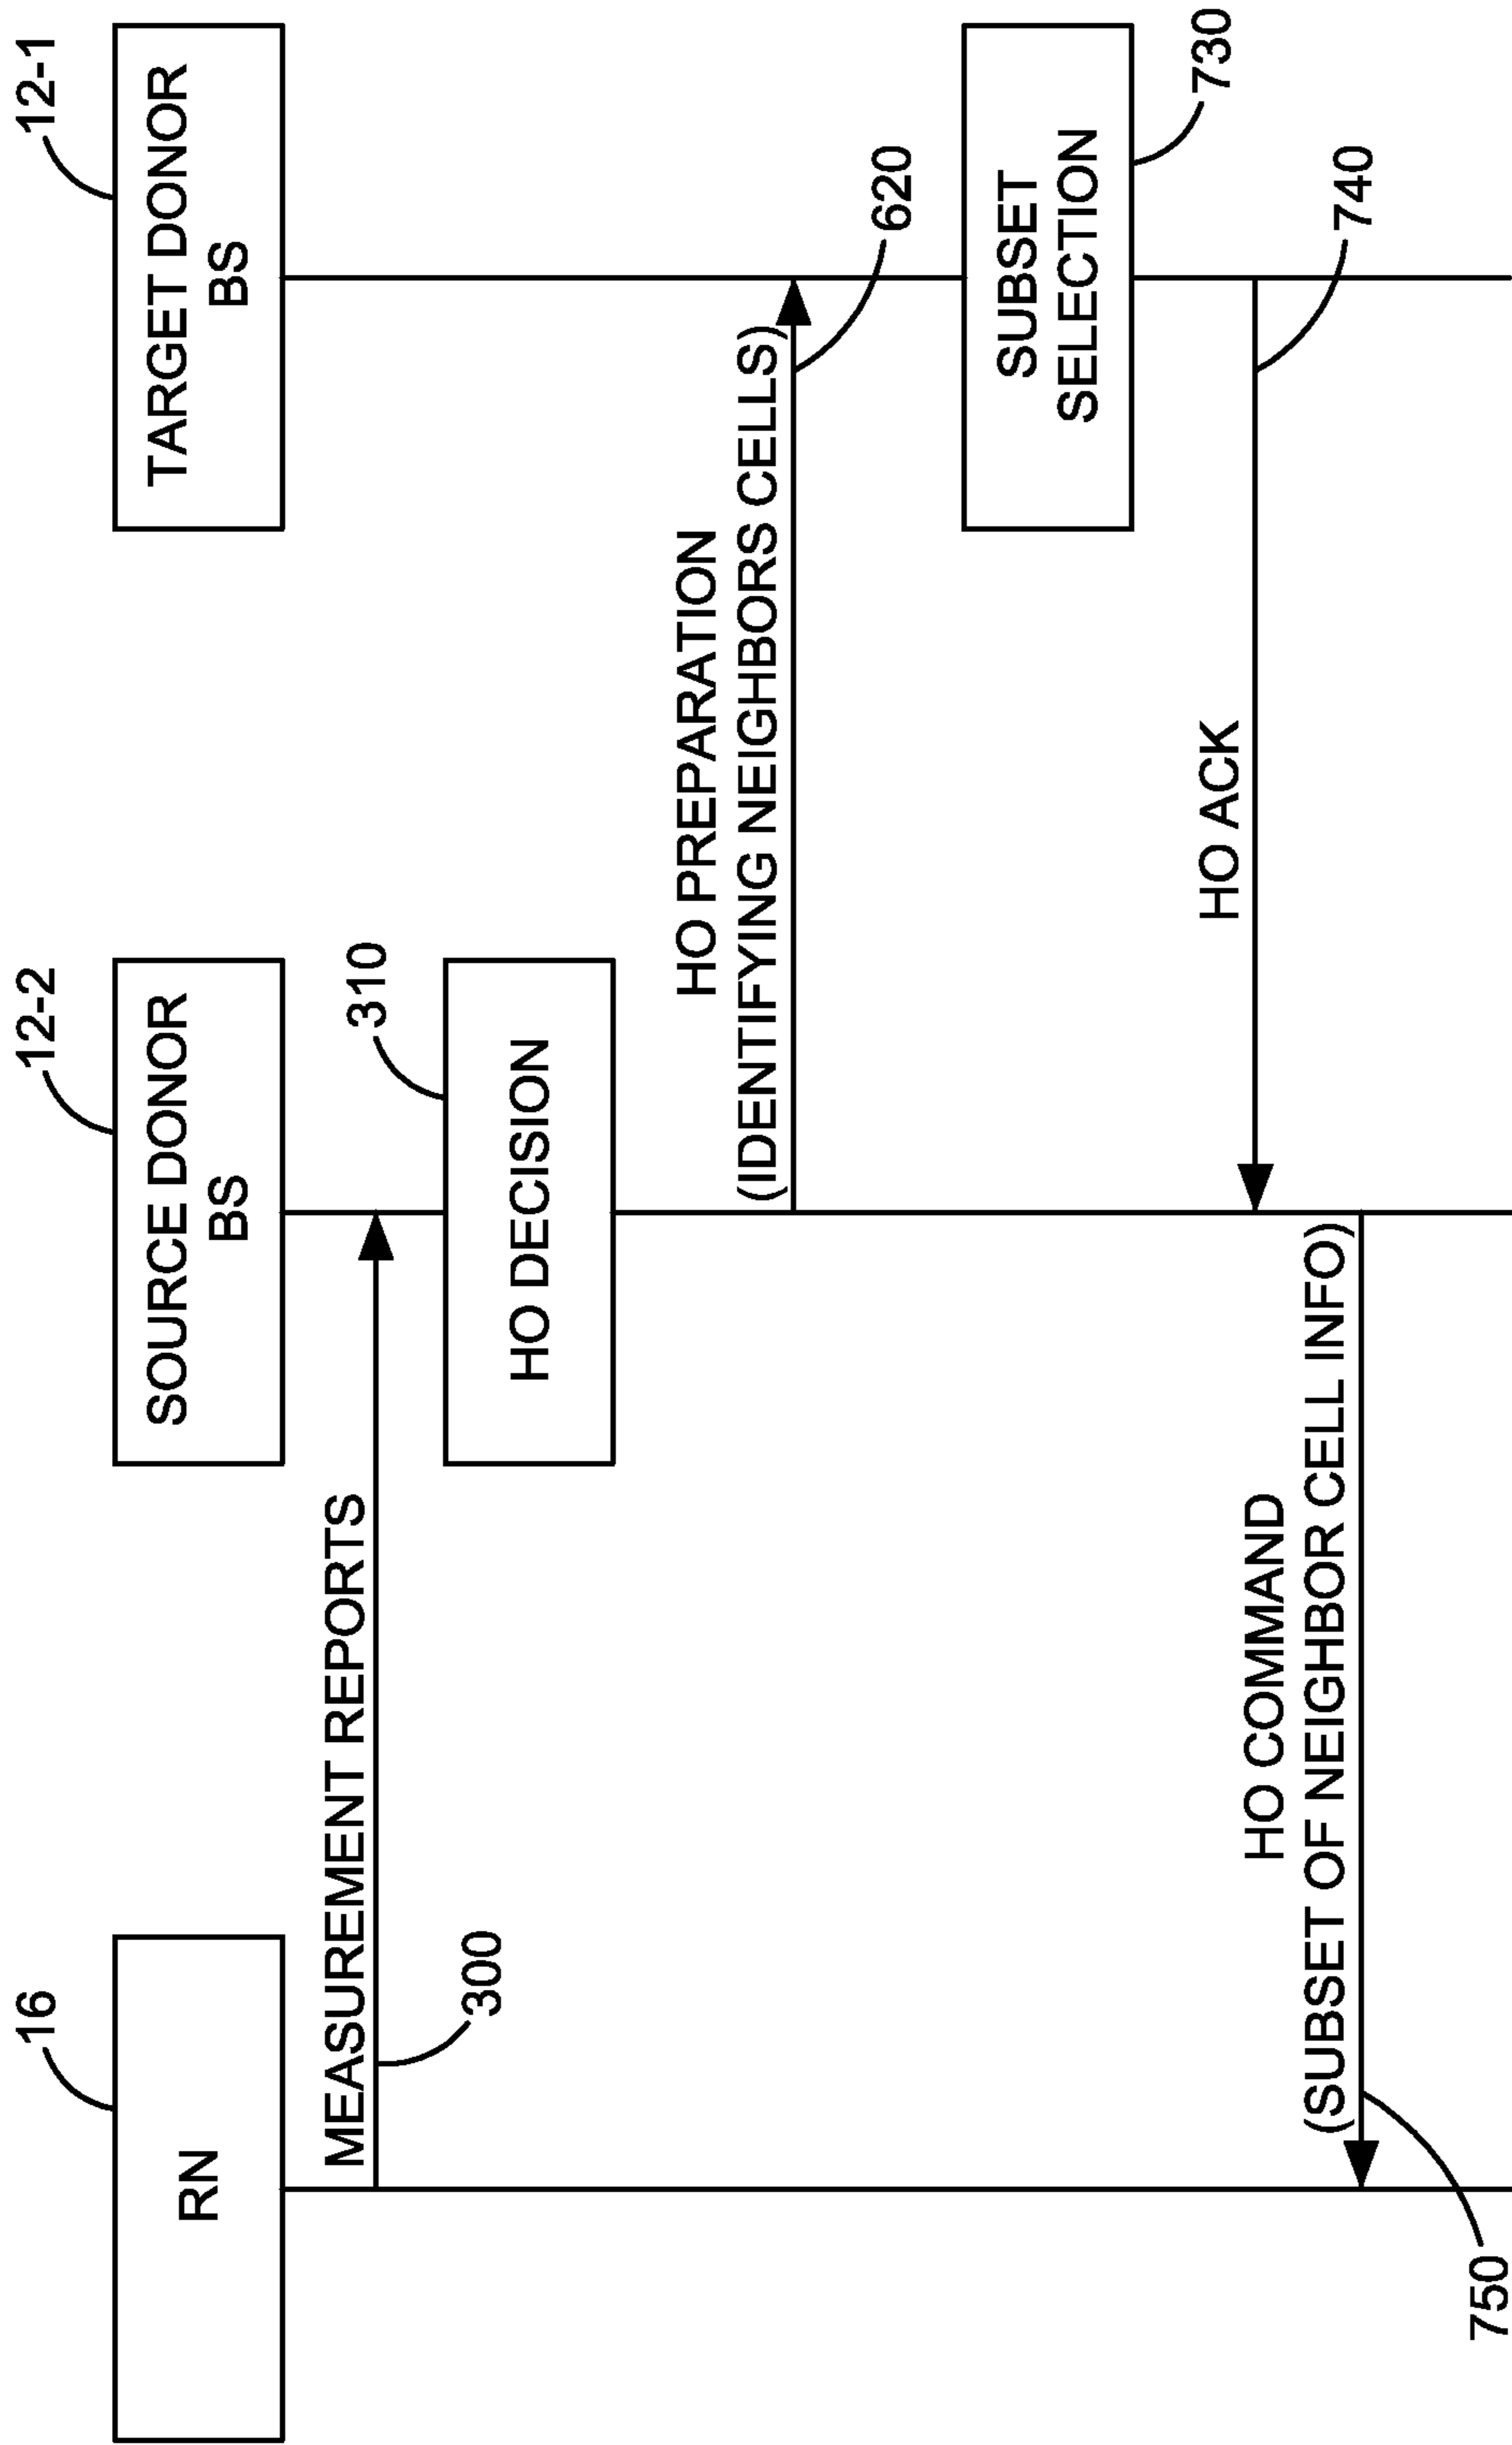 16
RN
12-2
SOURCE DONOR
BS
12-1
TARGET DONOR
BS
MEASUREMENT REPORTS
300
310
HO DECISION
HO PREPARATION
(IDENTIFYING NEIGHBORS CELLS)
620
SUBSET
SELECTION
730
HO ACK
740
HO COMMAND
(SUBSET OF NEIGHBOR CELL INFO)
750